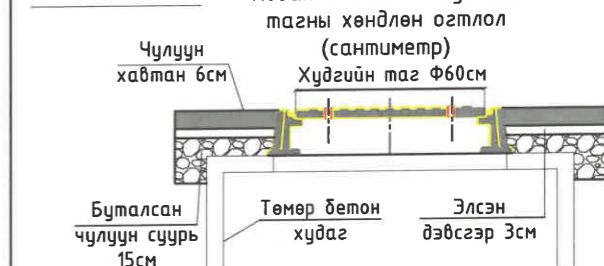 тагны хөндлөн огтлол
(сантиметр)
Чулуун
хавтан 6см
Худгийн таг Ф60см
Буталсан
чулуун суурь
15см
Төмөр бетон
худаг
Элсэн
дэвсгэр 3см